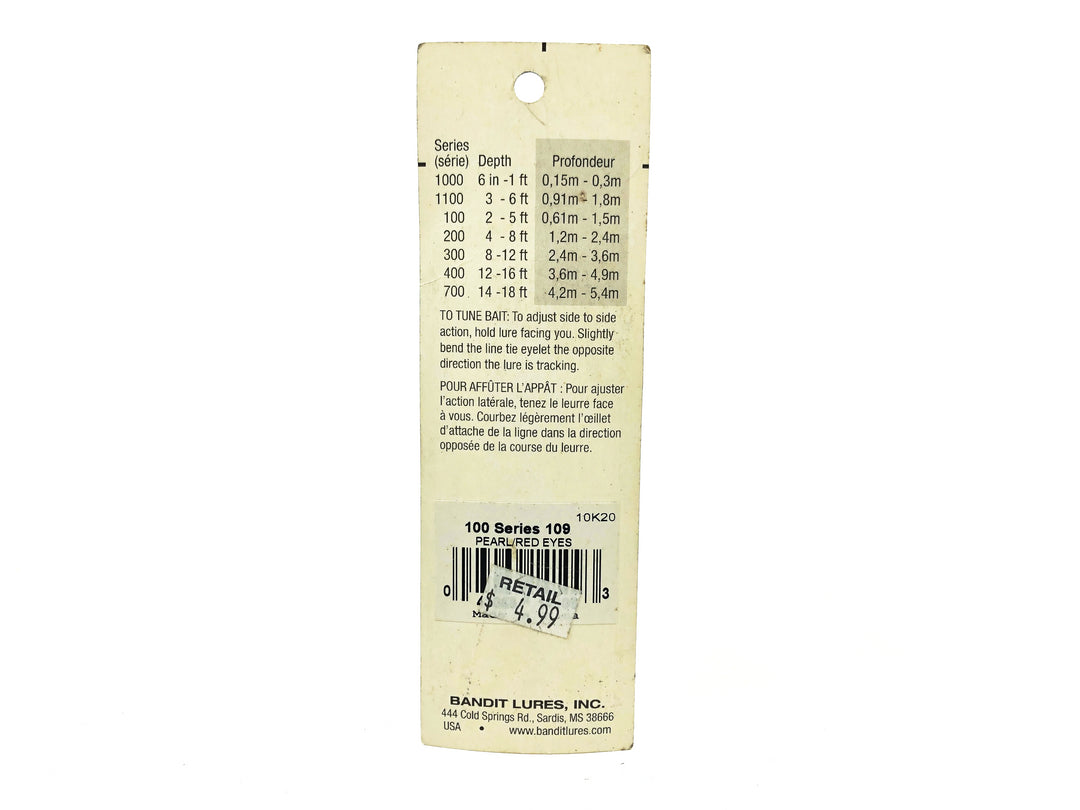 Series
(série) Depth Profondeur
1000 6 in -1 ft 0,15m - 0,3m
1100 3 - 6 ft 0,91m - 1,8m
100 2 - 5 ft 0,61m - 1,5m
200 4 - 8 ft 1,2m - 2,4m
300 8 -12 ft 2,4m - 3,6m
400 12 -16 ft 3,6m - 4,9m
700 14 -18 ft 4,2m - 5,4m
TO TUNE BAIT: To adjust side to side
action, hold lure facing you. Slightly
bend the line tie eyelet the opposite
direction the lure is tracking.
POUR AFFÛTER L'APPÂT : Pour ajuster
l'action latérale, tenez le leurre face
à vous. Courbez légèrement l'œillet
d'attache de la ligne dans la direction
opposée de la course du leurre.
10K20
100 Series 109
PEARL/RED EYES
0 3
RETAIL
$ 4.99
BANDIT LURES, INC.
444 Cold Springs Rd., Sardis, MS 38666
USA • www.banditlures.com